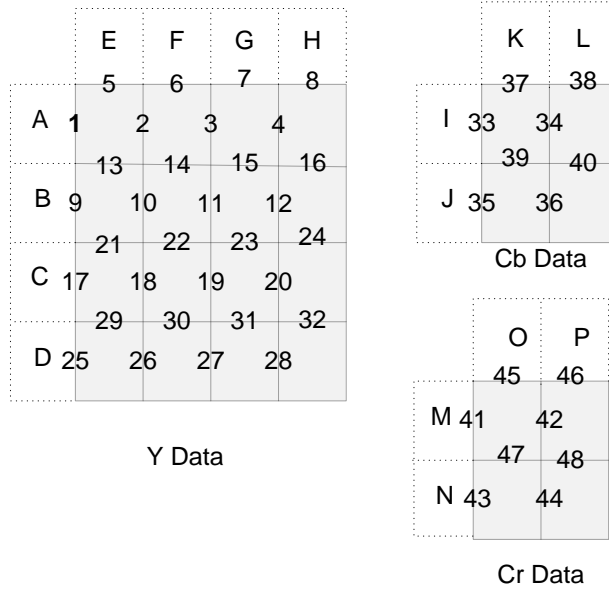 E F G H
5 6 7 8
A 1 2 3 4
13 14 15 16
B 9 10 11 12
21 22 23 24
C 17 18 19 20
29 30 31 32
D 25 26 27 28
Y Data
K L
37 38
I 33 34
39 40
J 35 36
Cb Data
O P
45 46
M 41 42
47 48
N 43 44
Cr Data